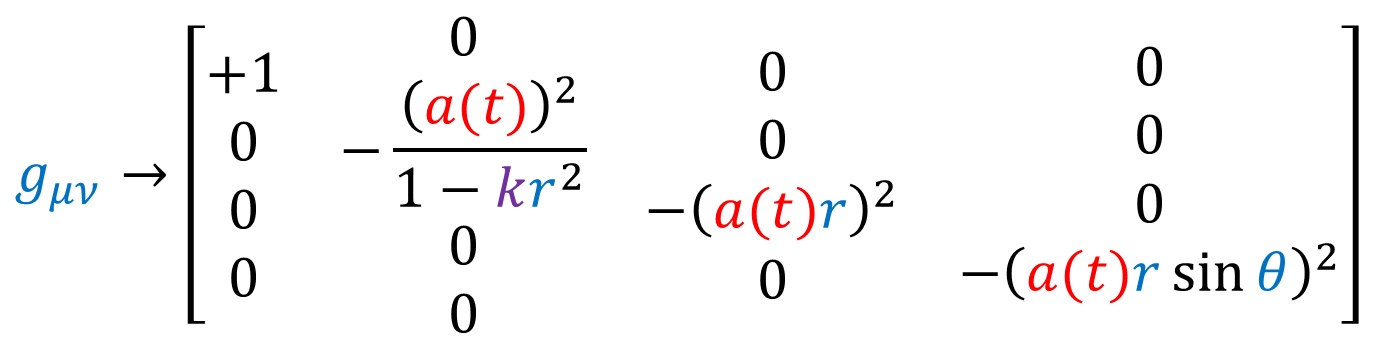 g_{μν} → [ +1 0 0 0
0 −(a(t))²/(1 − kr²) 0 0
0 0 −(a(t)r)² 0
0 0 0 −(a(t)r sin θ)² ]